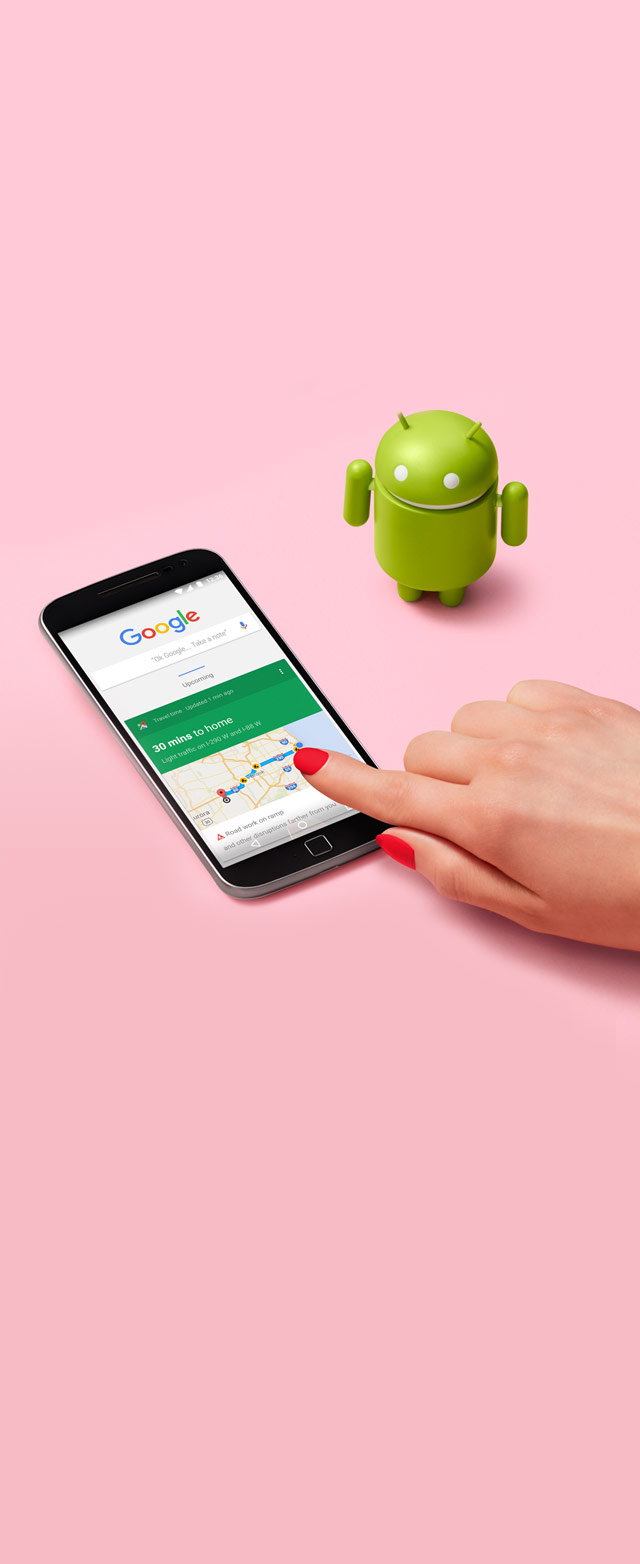 Google
"Ok Google... Take a note"
Upcoming
Travel time · Updated 1 min ago
30 mins to home
Light traffic on I-290 W and I-88 W
urora
Road work on ramp
and other disruptions farther from you